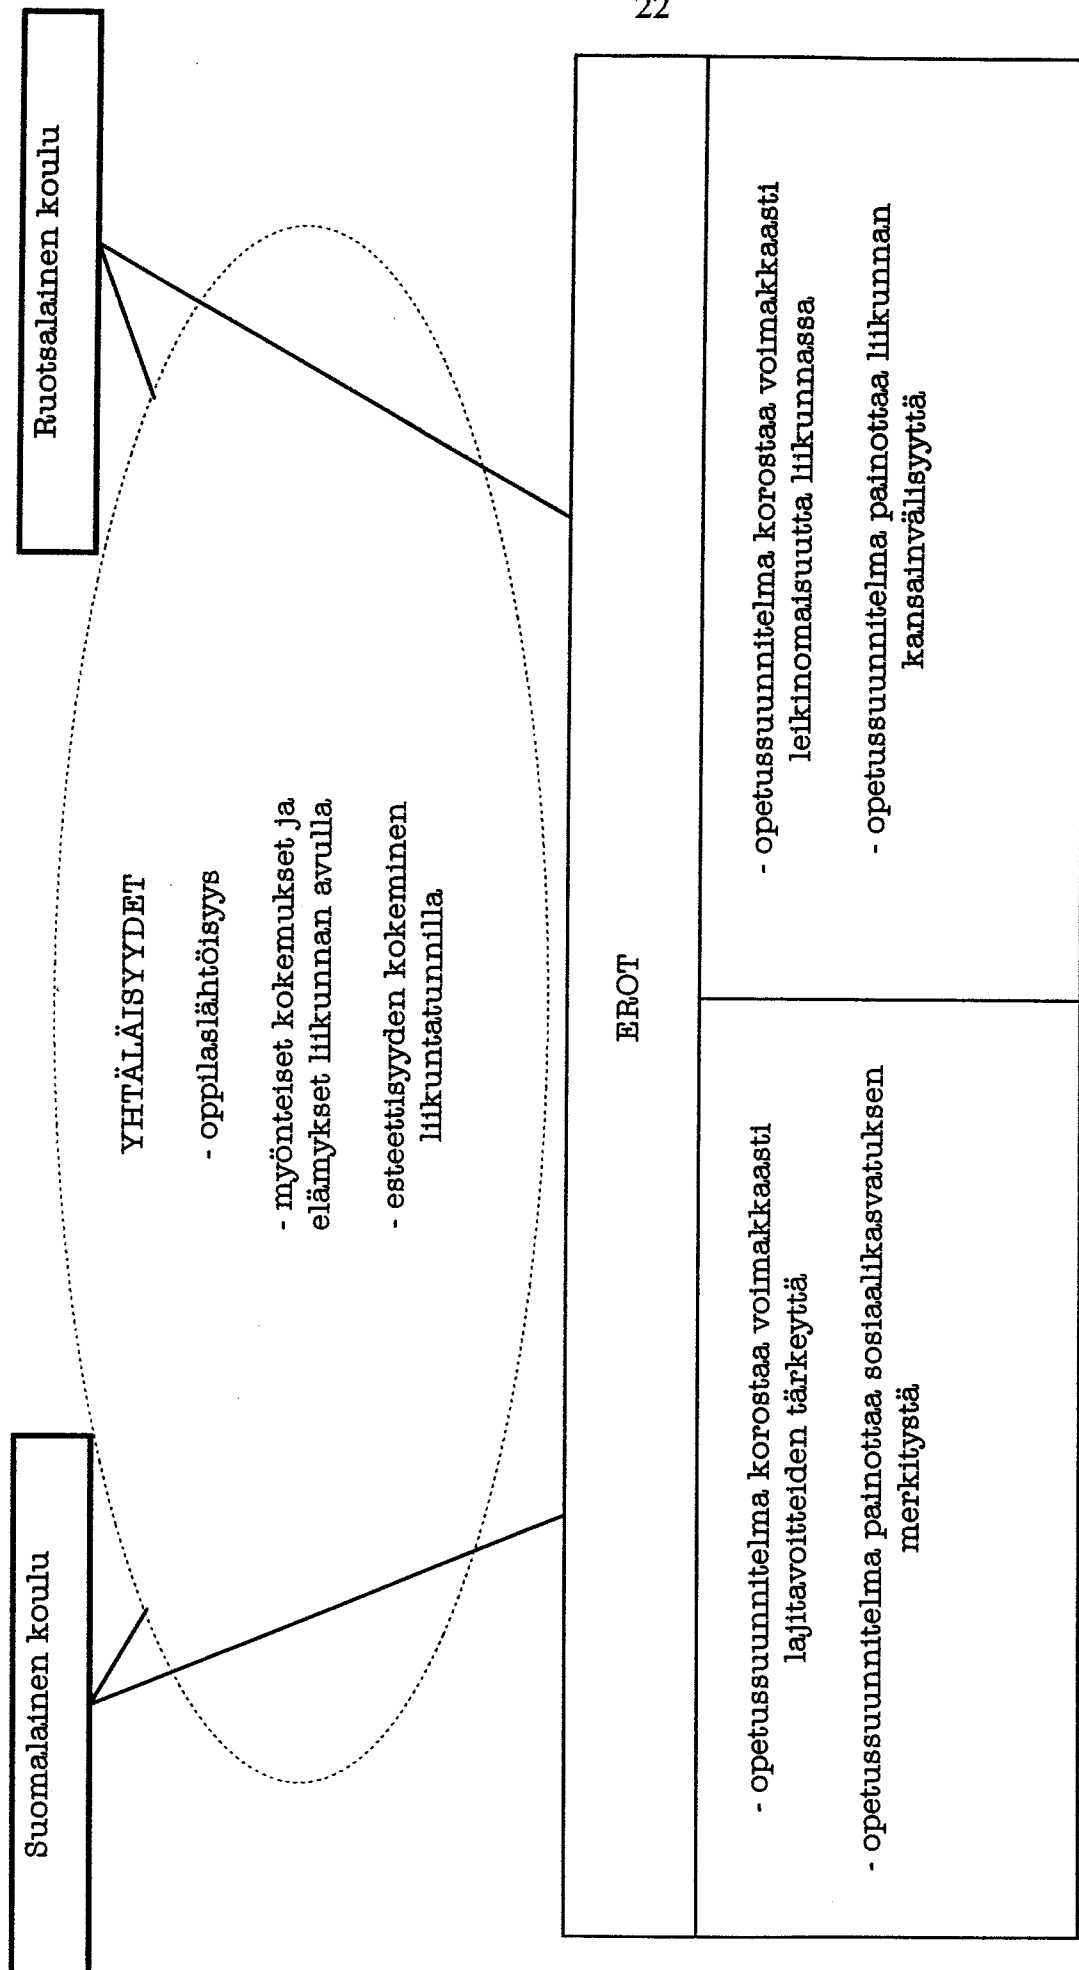 22
Suomalainen koulu
Ruotsalainen koulu
YHTÄLÄISYYDET
- oppilaslähtöisyys
- myönteiset kokemukset ja
elämykset liikunnan avulla
- esteettisyyden kokeminen
liikuntatunnilla
EROT
- opetussuunnitelma korostaa voimakkaasti
lajitavoitteiden tärkeyttä
- opetussuunnitelma painottaa sosiaalikasvatuksen
merkitystä
- opetussuunnitelma korostaa voimakkaasti
leikinomaisuutta liikunnassa
- opetussuunnitelma painottaa liikunnan
kansainvälisyyttä